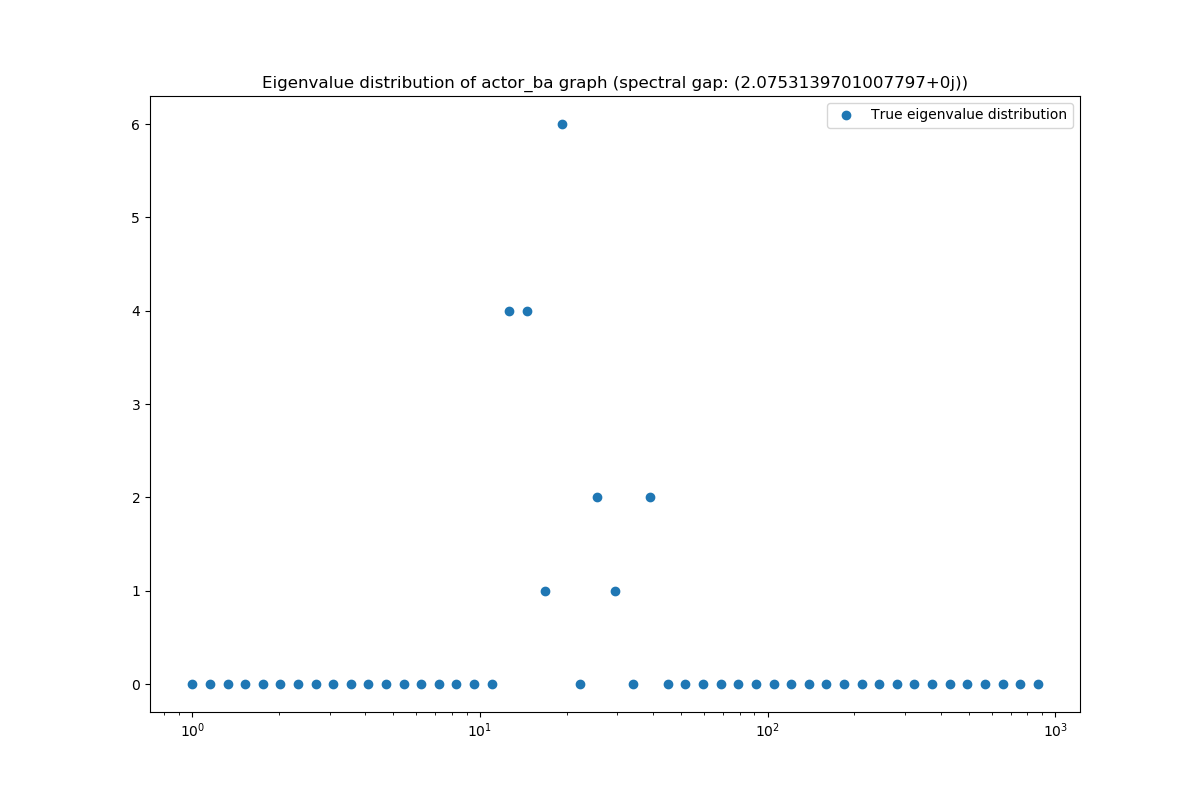 Eigenvalue distribution of actor_ba graph (spectral gap: (2.0753139701007797+0j))
True eigenvalue distribution
6
5
4
3
2
1
0
10⁰ 10¹ 10² 10³